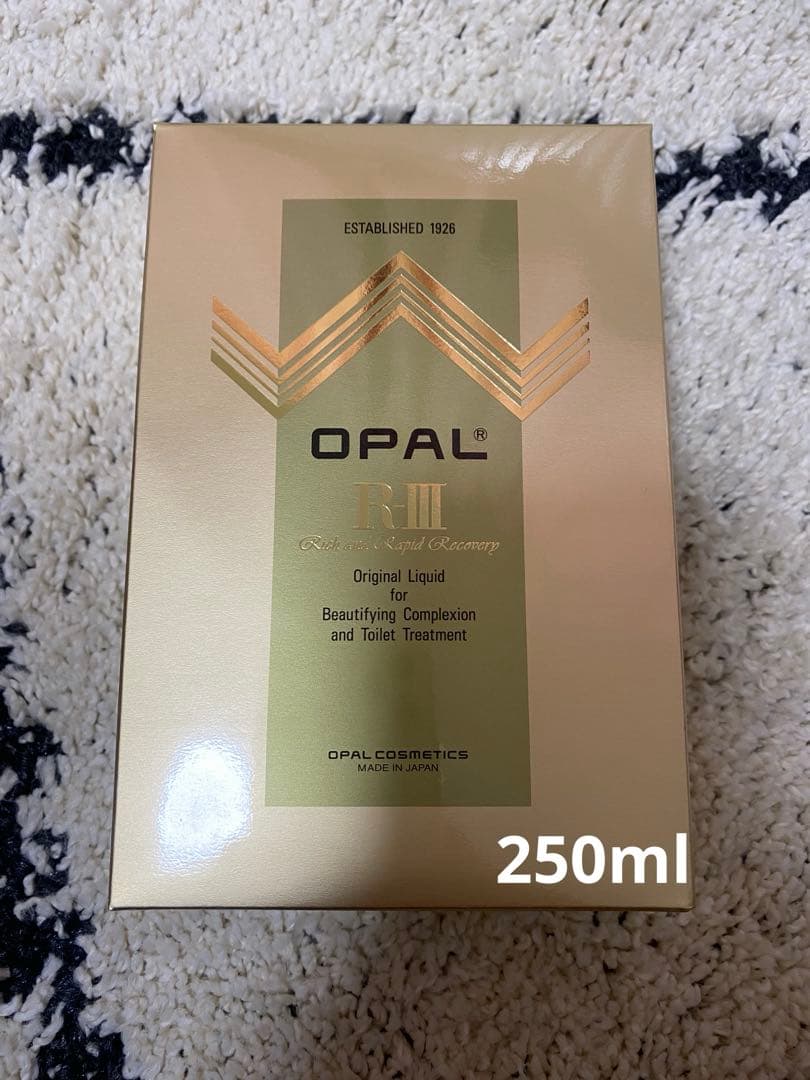 ESTABLISHED 1926
OPAL®
R-III
Rich and Rapid Recovery
Original Liquid
for
Beautifying Complexion
and Toilet Treatment
OPAL COSMETICS
MADE IN JAPAN
250ml